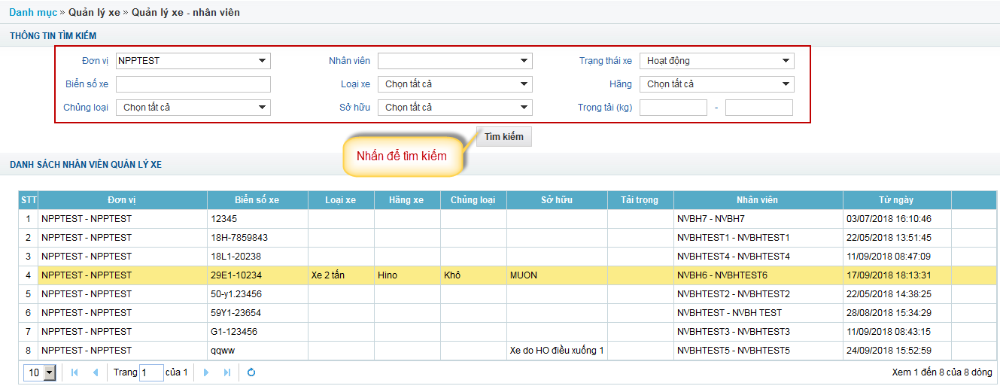 Danh mục » Quản lý xe » Quản lý xe - nhân viên
THÔNG TIN TÌM KIẾM
Đơn vị NPPTEST Nhân viên Trạng thái xe Hoạt động
Biển số xe Loại xe Chọn tất cả Hãng Chọn tất cả
Chủng loại Chọn tất cả Sở hữu Chọn tất cả Trọng tải (kg) -
Tìm kiếm
Nhấn để tìm kiếm
DANH SÁCH NHÂN VIÊN QUẢN LÝ XE
STT Đơn vị Biển số xe Loại xe Hãng xe Chủng loại Sở hữu Tải trọng Nhân viên Từ ngày
1 NPPTEST - NPPTEST 12345 NVBH7 - NVBH7 03/07/2018 16:10:46
2 NPPTEST - NPPTEST 18H-7859843 NVBHTEST1 - NVBHTEST1 22/05/2018 13:51:45
3 NPPTEST - NPPTEST 18L1-20238 NVBHTEST4 - NVBHTEST4 11/09/2018 08:47:09
4 NPPTEST - NPPTEST 29E1-10234 Xe 2 tấn Hino Khô MUON NVBH6 - NVBHTEST6 17/09/2018 18:13:31
5 NPPTEST - NPPTEST 50-y1.23456 NVBHTEST2 - NVBHTEST2 22/05/2018 14:38:25
6 NPPTEST - NPPTEST 59Y1-23654 NVBHTEST - NVBH TEST 28/08/2018 15:34:29
7 NPPTEST - NPPTEST G1-123456 NVBHTEST3 - NVBHTEST3 11/09/2018 08:43:15
8 NPPTEST - NPPTEST qqww Xe do HO điều xuống 1 NVBHTEST5 - NVBHTEST5 24/09/2018 15:52:59
10 Trang 1 của 1 Xem 1 đến 8 của 8 dòng